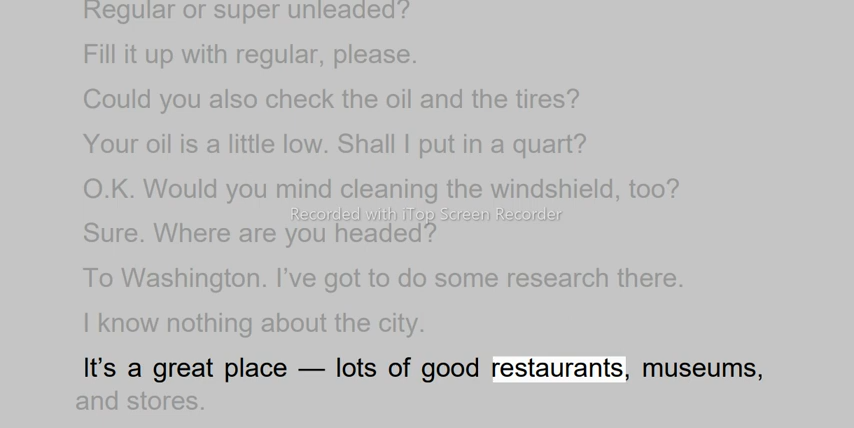 Regular or super unleaded?
Fill it up with regular, please.
Could you also check the oil and the tires?
Your oil is a little low. Shall I put in a quart?
O.K. Would you mind cleaning the windshield, too?
Recorded with iTop Screen Recorder
Sure. Where are you headed?
To Washington. I’ve got to do some research there.
I know nothing about the city.
It’s a great place — lots of good restaurants, museums,
and stores.